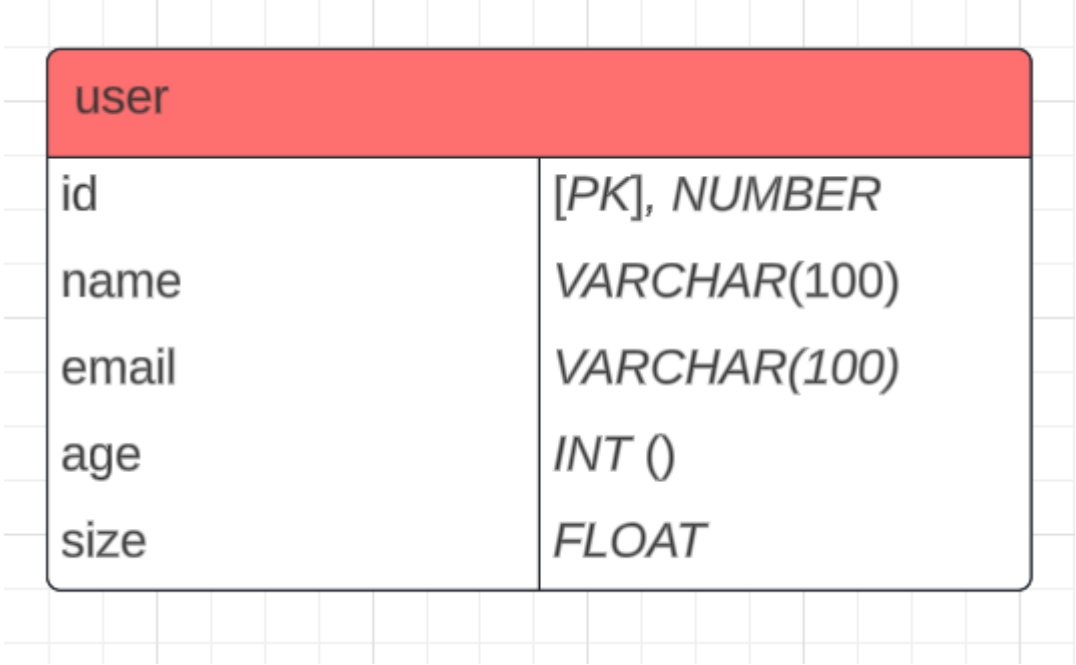 user
id [PK], NUMBER
name VARCHAR(100)
email VARCHAR(100)
age INT ()
size FLOAT